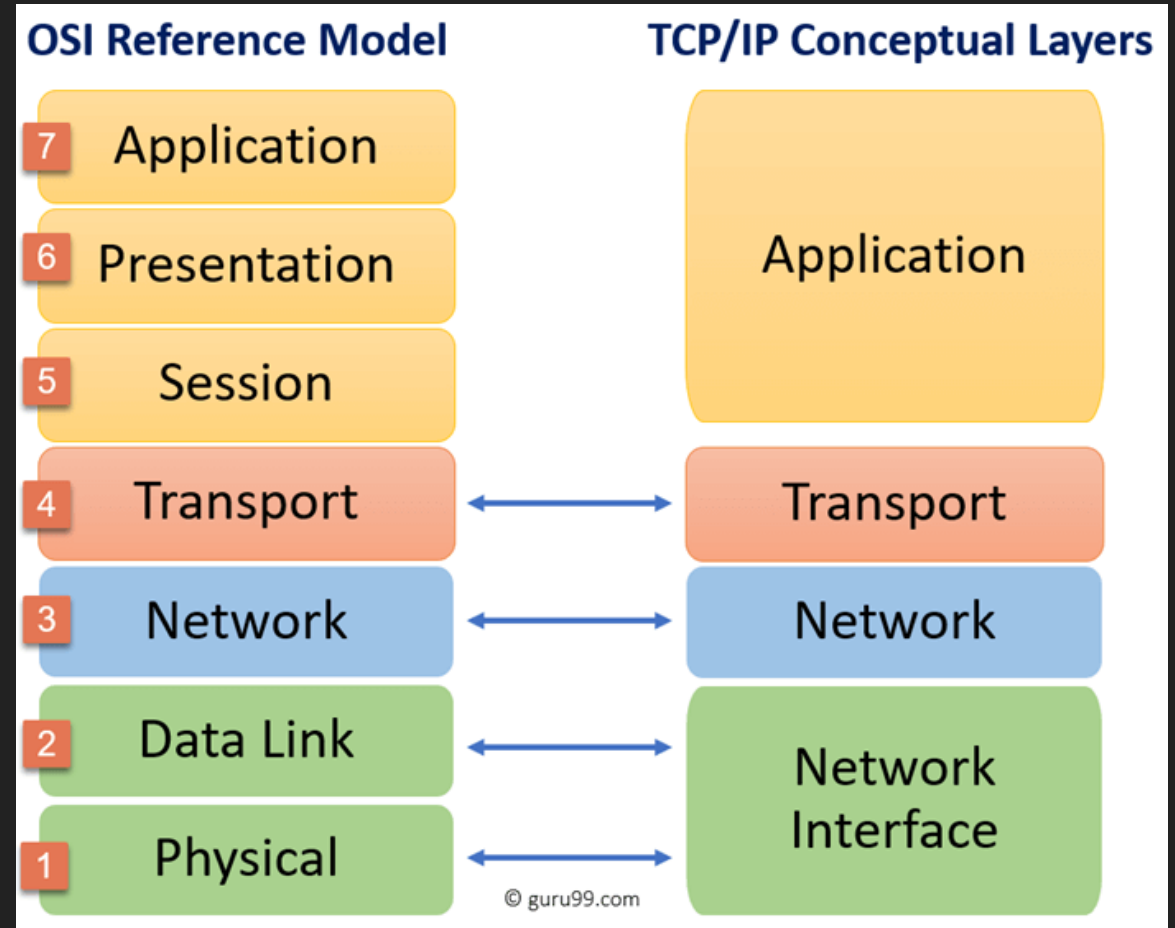 OSI Reference Model
TCP/IP Conceptual Layers
7
Application
6
Presentation
5
Session
Application
4
Transport
Transport
3
Network
Network
2
Data Link
1
Physical
Network
Interface
© guru99.com